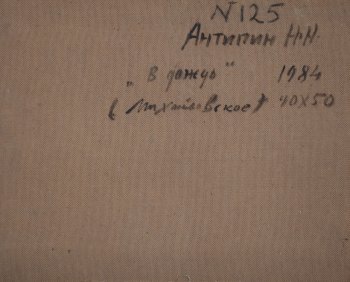 N125
Антипин Н.Н.
„В дождь" 1984
(Михайловское) 40X50